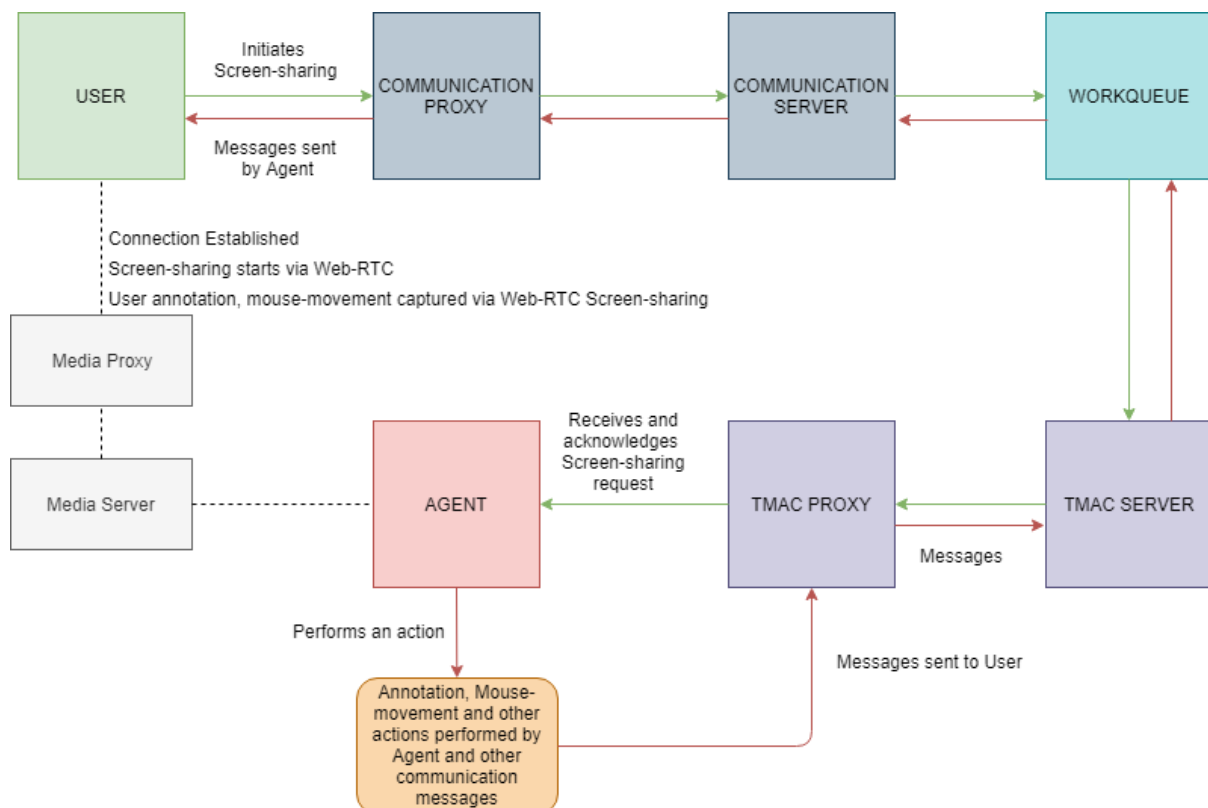 Initiates
Screen-sharing
USER
COMMUNICATION
PROXY
COMMUNICATION
SERVER
WORKQUEUE
Messages sent
by Agent
Connection Established
Screen-sharing starts via Web-RTC
User annotation, mouse-movement captured via Web-RTC Screen-sharing
Media Proxy
Receives and
acknowledges
Screen-sharing
request
Media Server
AGENT
TMAC PROXY
TMAC SERVER
Messages
Performs an action
Messages sent to User
Annotation, Mouse-
movement and other
actions performed by
Agent and other
communication
messages